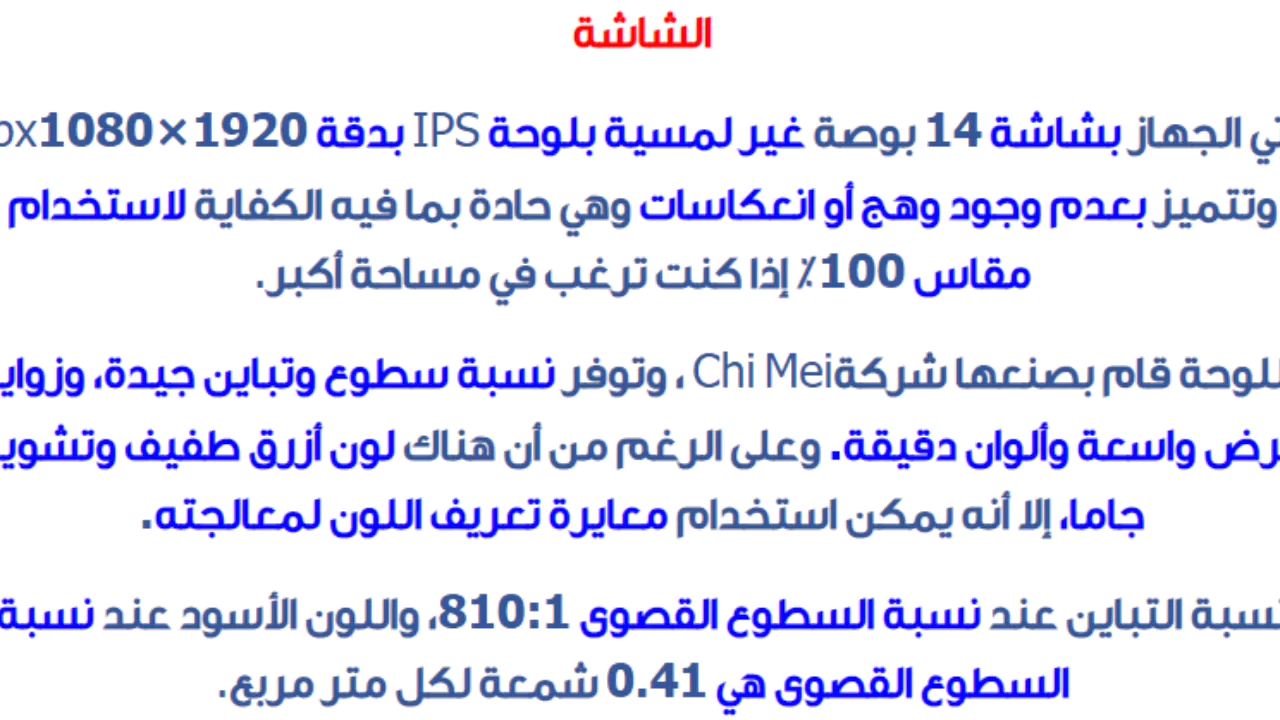 الشاشة
تي الجهاز بشاشة 14 بوصة غير لمسية بلوحة IPS بدقة 1920×1080px
وتتميز بعدم وجود وهج أو انعكاسات وهي حادة بما فيه الكفاية لاستخدام
مقاس 100٪ إذا كنت ترغب في مساحة أكبر.
للوحة قام بصنعها شركةChi Mei ، وتوفر نسبة سطوع وتباين جيدة، وزواي
رض واسعة وألوان دقيقة. وعلى الرغم من أن هناك لون أزرق طفيف وتشوي
جاما، إلا أنه يمكن استخدام معايرة تعريف اللون لمعالجته.
نسبة التباين عند نسبة السطوع القصوى 810:1، واللون الأسود عند نسبة
السطوع القصوى هي 0.41 شمعة لكل متر مربع.